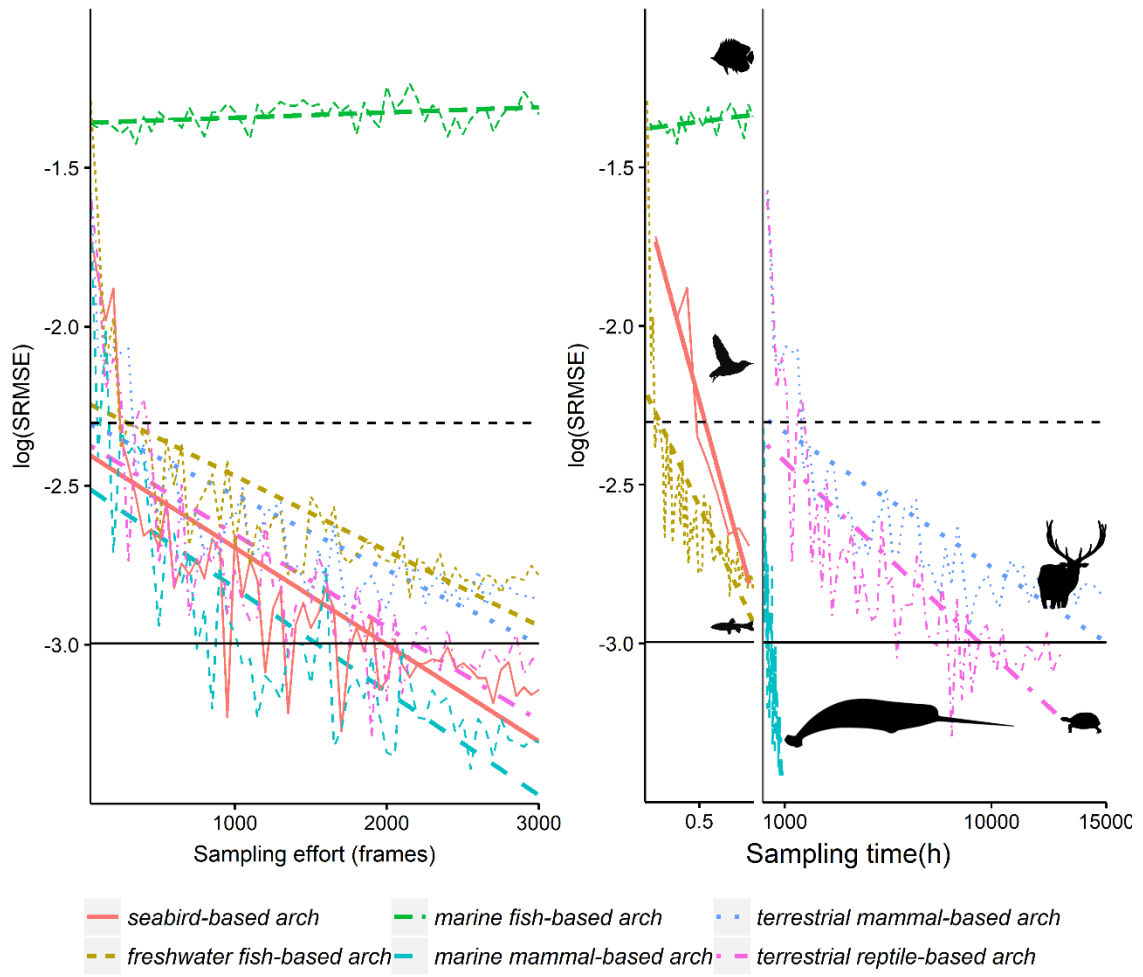 -1.5
-2.0
-2.5
-3.0
log(SRMSE)
1000
2000
3000
Sampling effort (frames)
-1.5
-2.0
-2.5
-3.0
log(SRMSE)
0.5
1000
10000
15000
Sampling time(h)
seabird-based arch
marine fish-based arch
terrestrial mammal-based arch
freshwater fish-based arch
marine mammal-based arch
terrestrial reptile-based arch